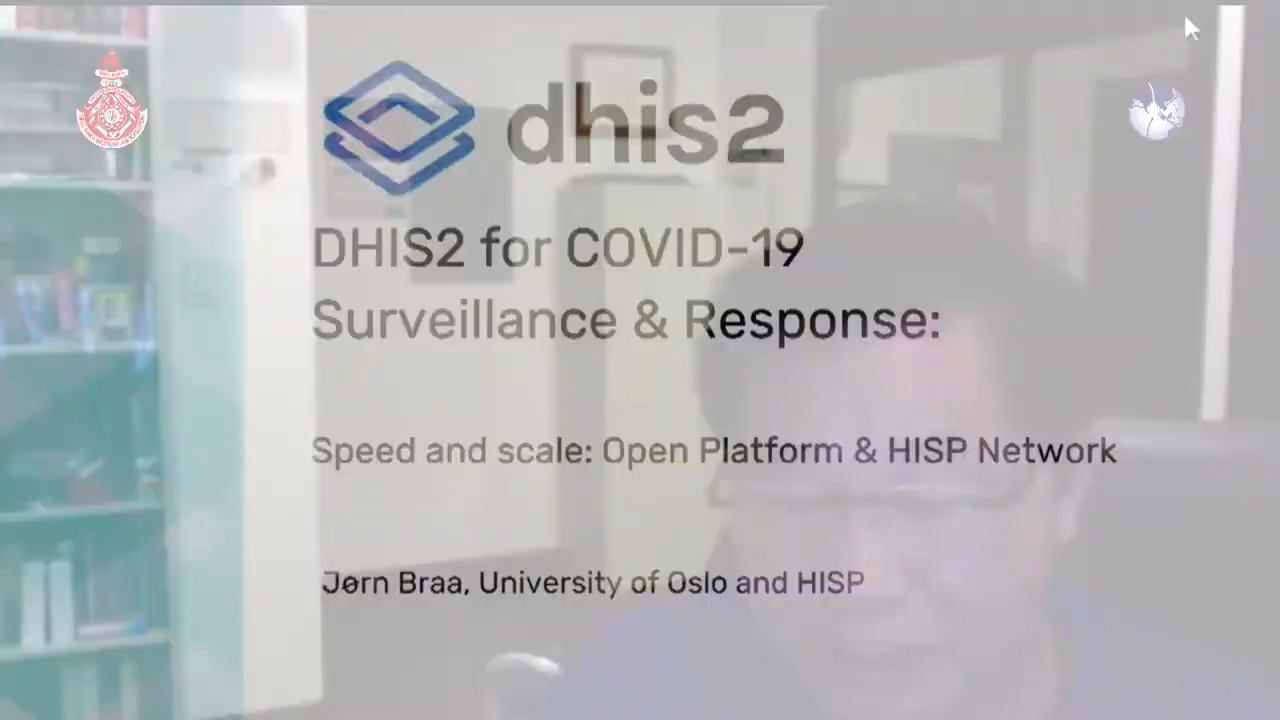 dhis2
DHIS2 for COVID-19
Surveillance & Response:
Speed and scale: Open Platform & HISP Network
Jørn Braa, University of Oslo and HISP